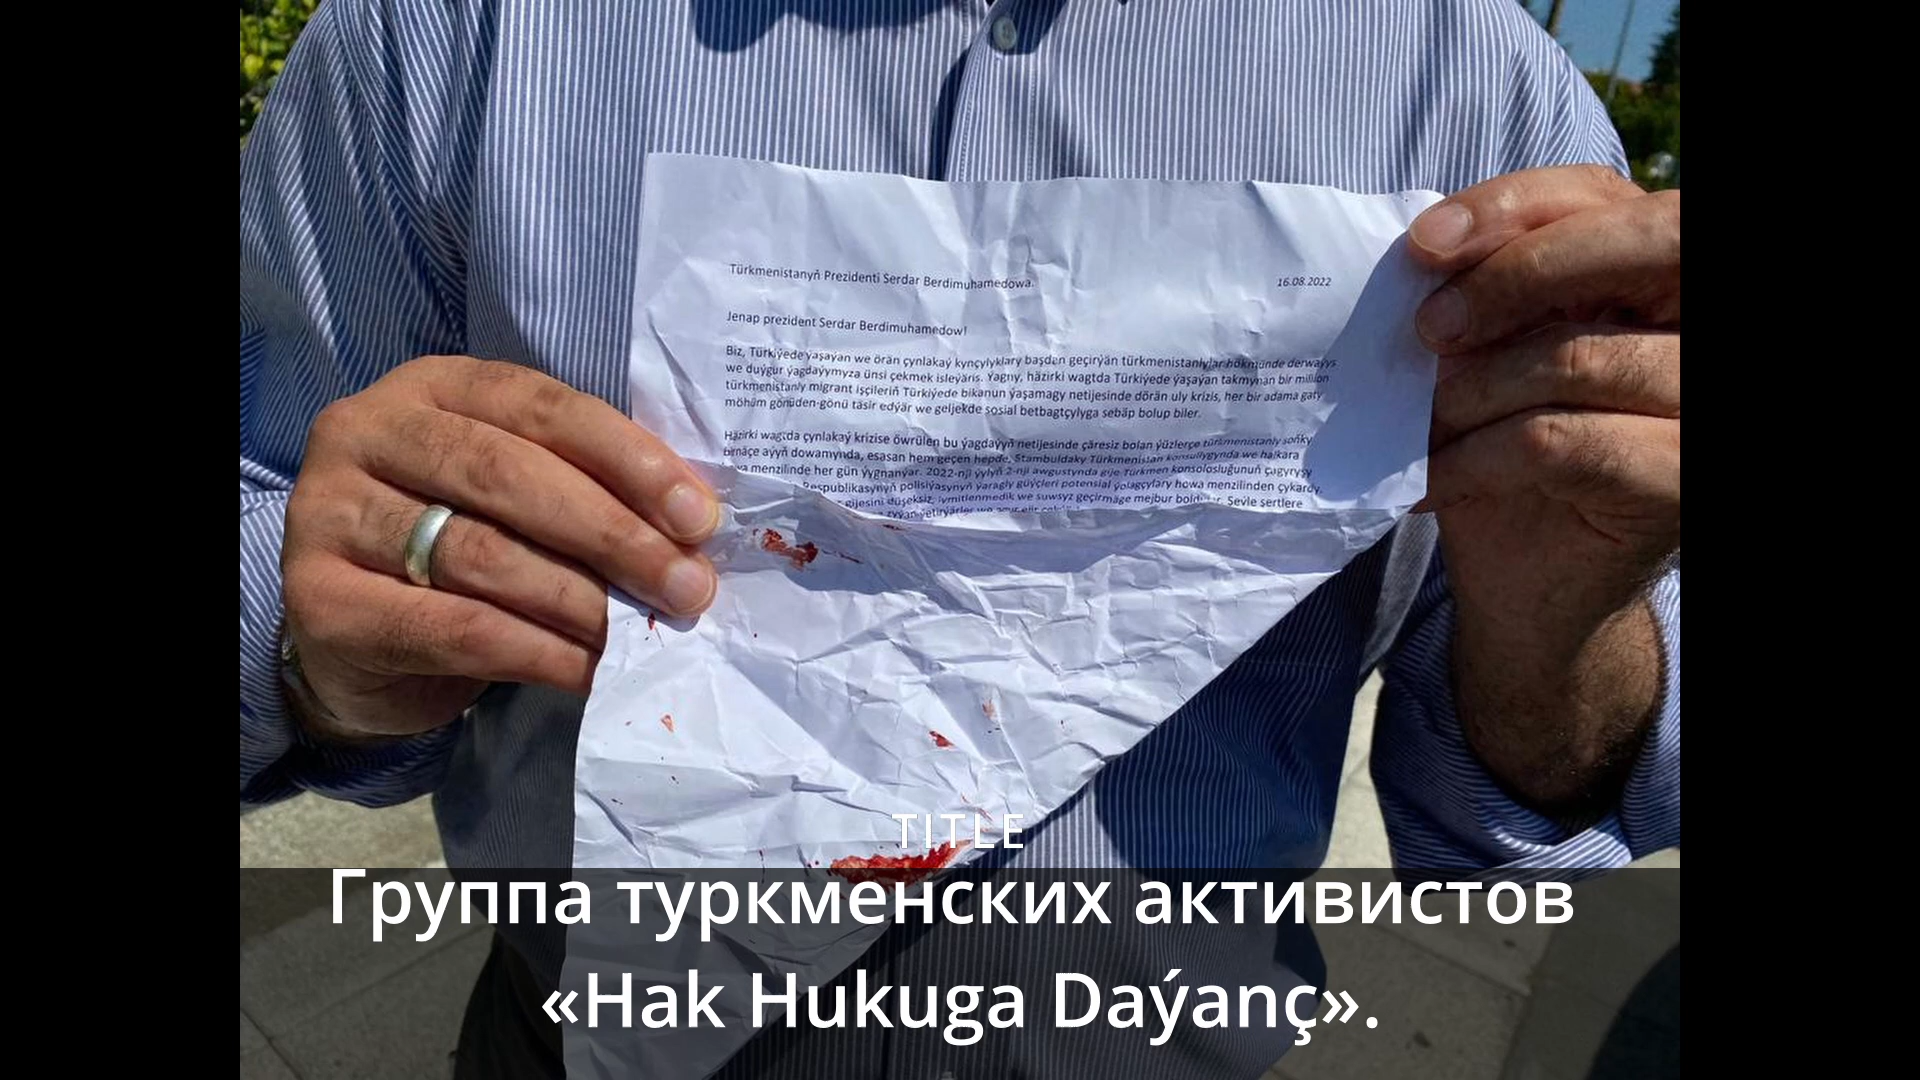 Türkmenistanyň Prezidenti Serdar Berdimuhamedowa.
16.08.2022
Jenap prezident Serdar Berdimuhamedow!
Biz, Türkiýede ýaşaýan we örän çynlakaý kynçylyklary başdan geçirýän türkmenistanlylar hökmünde derwaýys
we duýgur ýagdaýymyza ünsi çekmek isleýäris. Ýagny, häzirki wagtda Türkiýede ýaşaýan takmynan bir million
türkmenistanly migrant işçileriň Türkiýede bikanun ýaşamagy netijesinde dörän uly krizis, her bir adama gaty
möhüm gönüden-gönü täsir edýär we geljekde sosial betbagtçylyga sebäp bolup biler.
Häzirki wagtda çynlakaý krizise öwrülen bu ýagdaýyň netijesinde çäresiz bolan ýüzlerçe türkmenistanly soňky
birnäçe aýyň dowamynda, esasan hem geçen hepde, Stambuldaky Türkmenistan konsullygynda we halkara
howa menzilinde her gün ýygnanýar. 2022-nji ýylyň 2-nji awgustynda gije Türkmen konsolosluğunuň çagyryşy
Respublikasynyň polisiýasynyň ýaragly güýçleri potensial ýolagçylary howa menzilinden çykardy.
gijesini düşeksiz, iýmitlenmedik we suwsyz geçirmäge mejbur Şeýle şertlere
TITLE
Группа туркменских активистов
«Hak Hukuga Daýanç».